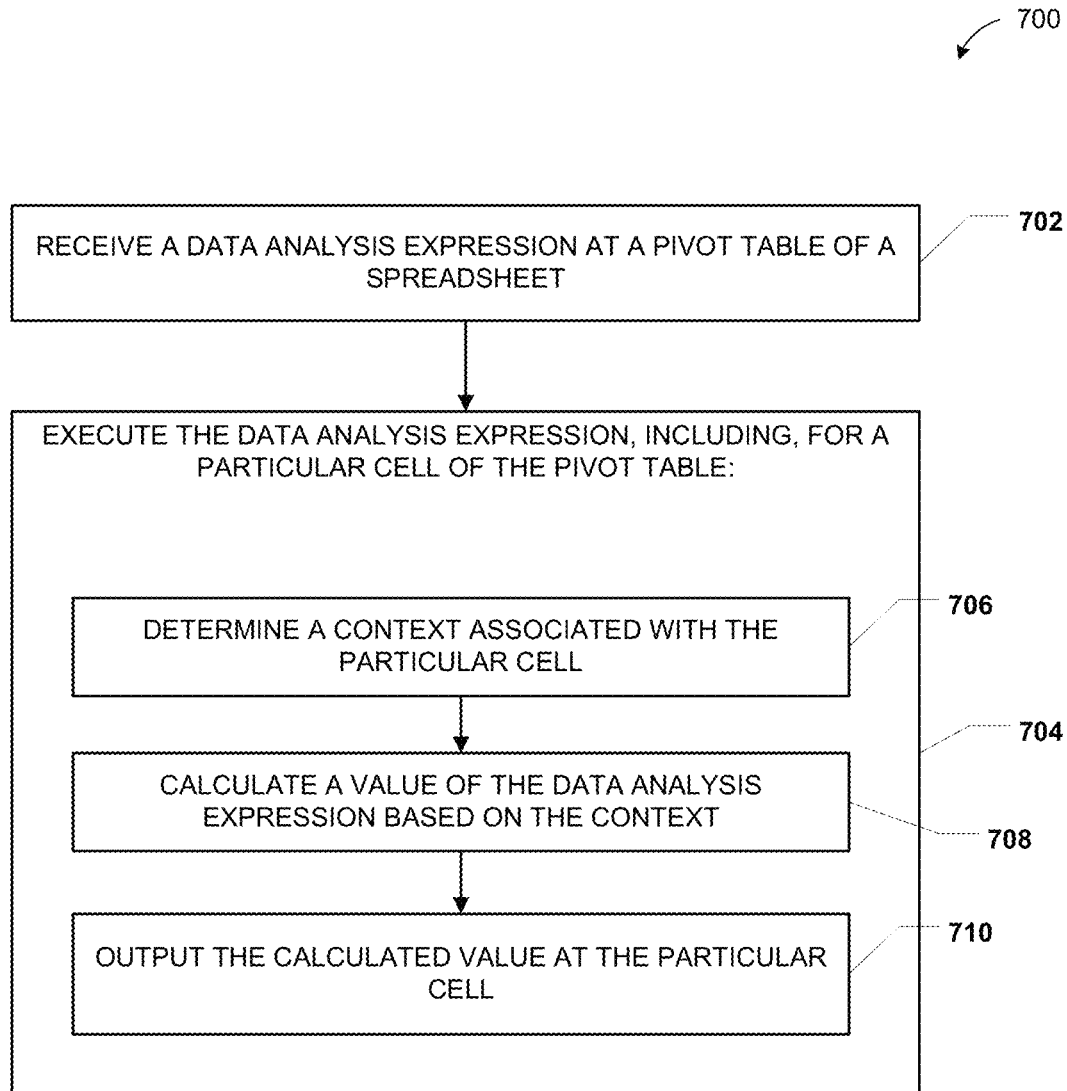 700
RECEIVE A DATA ANALYSIS EXPRESSION AT A PIVOT TABLE OF A
SPREADSHEET
702
EXECUTE THE DATA ANALYSIS EXPRESSION, INCLUDING, FOR A
PARTICULAR CELL OF THE PIVOT TABLE:
704
DETERMINE A CONTEXT ASSOCIATED WITH THE
PARTICULAR CELL
706
CALCULATE A VALUE OF THE DATA ANALYSIS
EXPRESSION BASED ON THE CONTEXT
708
OUTPUT THE CALCULATED VALUE AT THE PARTICULAR
CELL
710